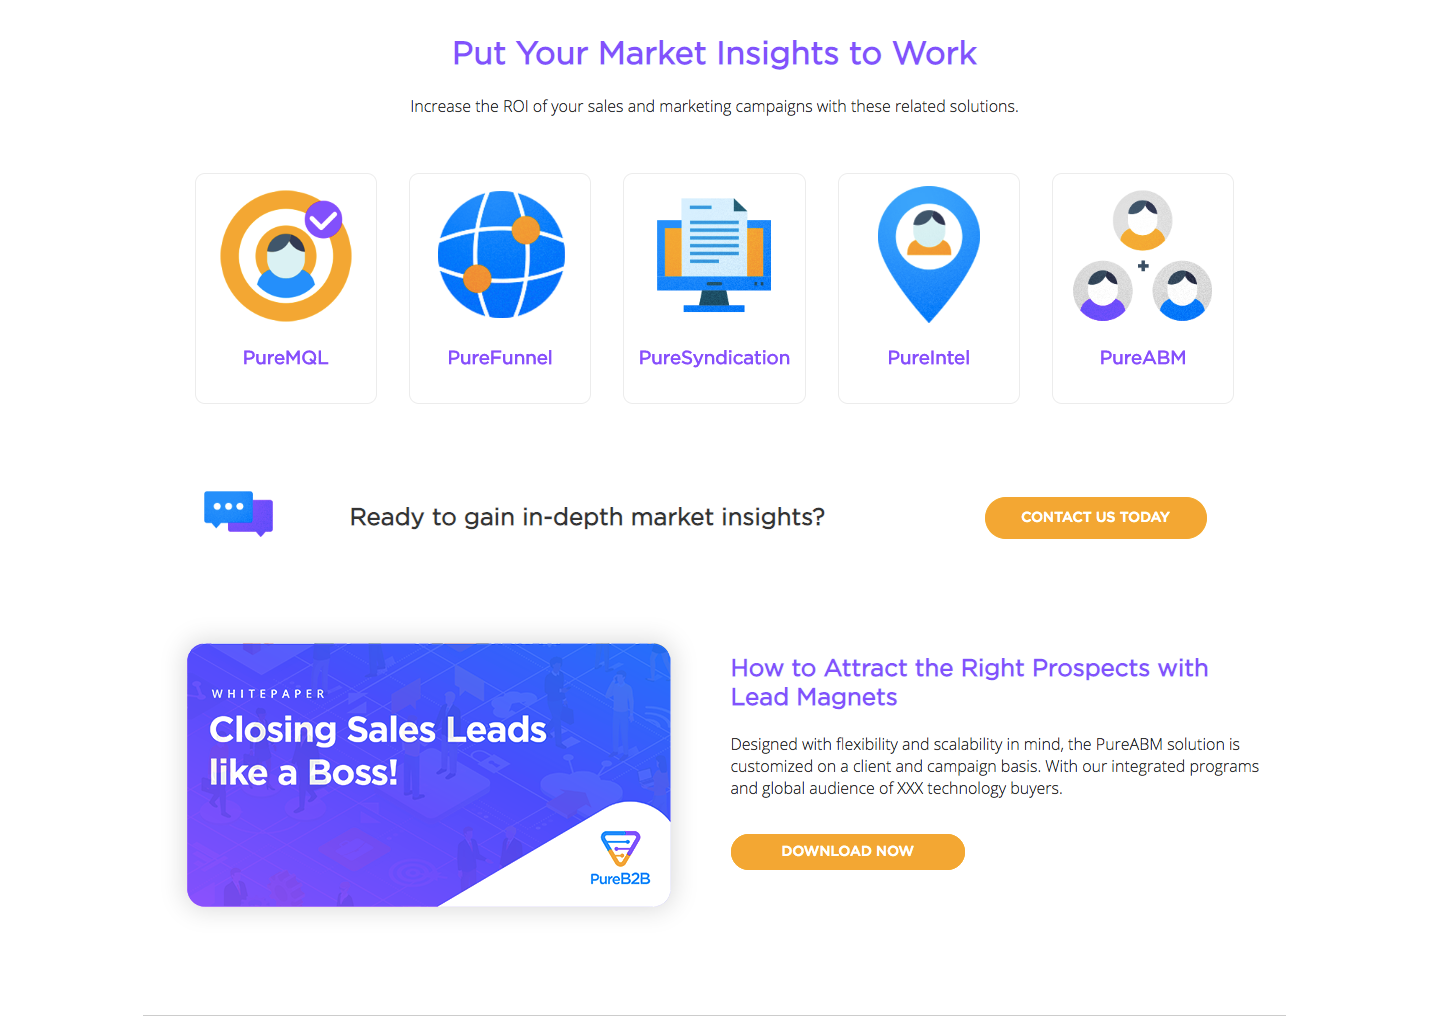 Put Your Market Insights to Work
Increase the ROI of your sales and marketing campaigns with these related solutions.
PureMQL
PureFunnel
PureSyndication
PureIntel
PureABM
Ready to gain in-depth market insights?
CONTACT US TODAY
WHITEPAPER
Closing Sales Leads
like a Boss!
PureB2B
How to Attract the Right Prospects with
Lead Magnets
Designed with flexibility and scalability in mind, the PureABM solution is
customized on a client and campaign basis. With our integrated programs
and global audience of XXX technology buyers.
DOWNLOAD NOW